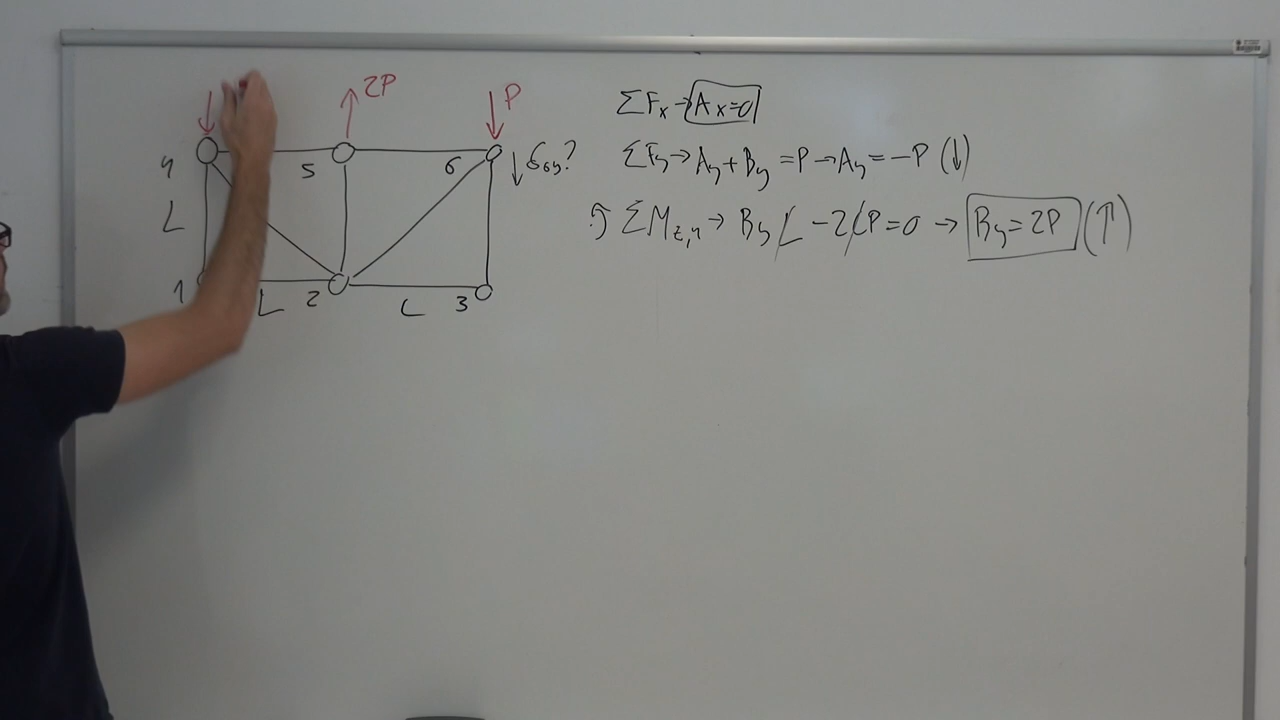 2P
P
4 5 6 ↓ δ6y?
L
1 L 2 L 3
ΣFx → Ax=0
ΣFy → Ay + By = P → Ay = -P (↓)
↺ ΣMz,4 → By L - 2LP = 0 → By = 2P (↑)